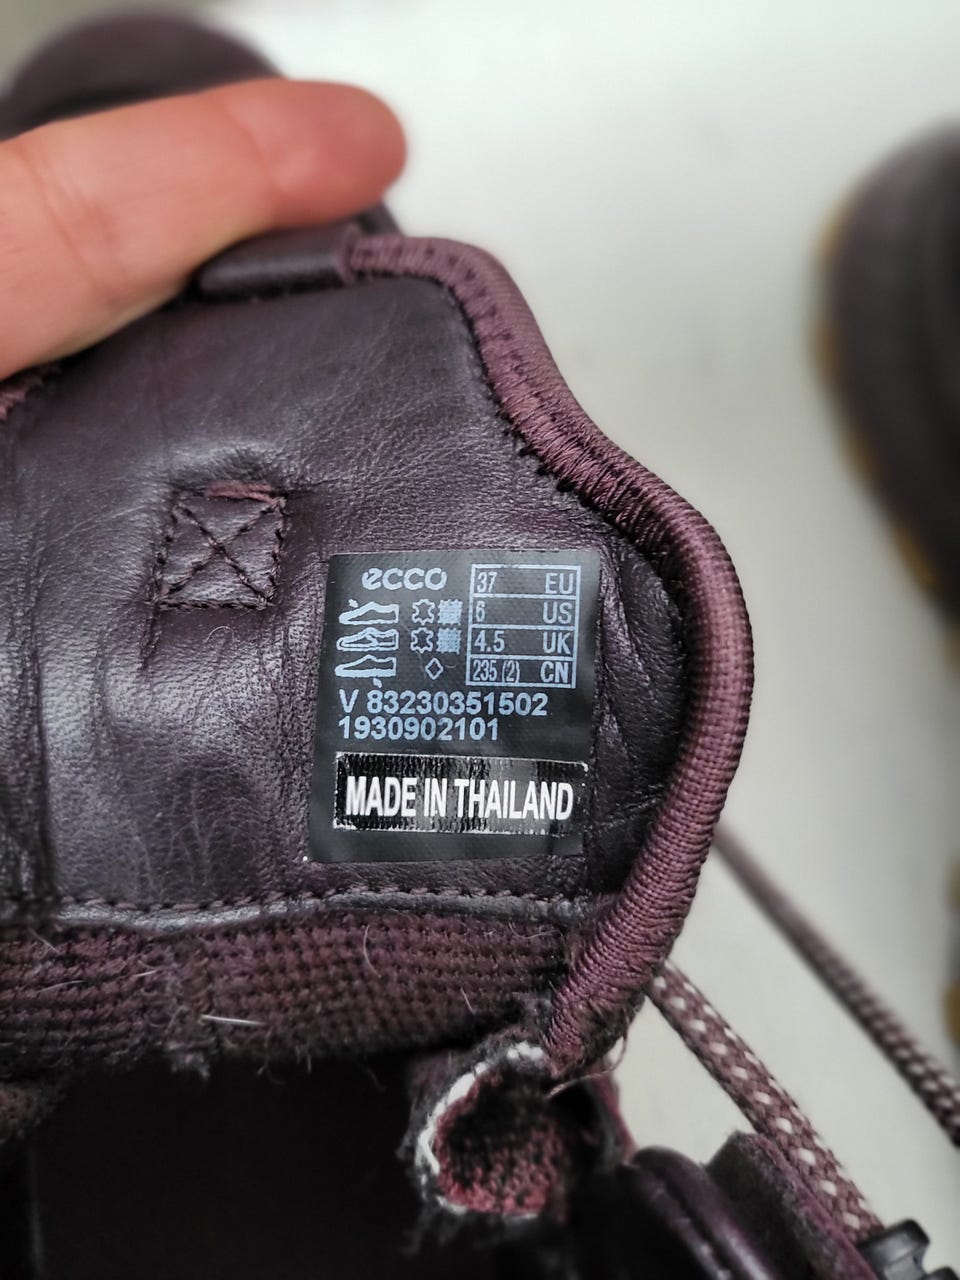 ecco
37 EU
6 US
4.5 UK
235 (2) CN
V 83230351502
1930902101
MADE IN THAILAND